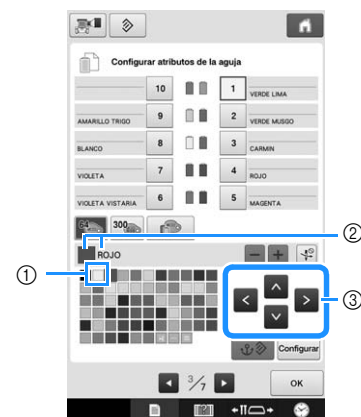 Configurar atributos de la aguja
10 1 VERDE LIMA
AMARILLO TRIGO 9 2 VERDE MUSGO
BLANCO 8 3 CARMIN
VIOLETA 7 4 ROJO
VIOLETA VISTARIA 6 5 MAGENTA
64 300
②
ROJO
①
③
Configurar
3/7
OK